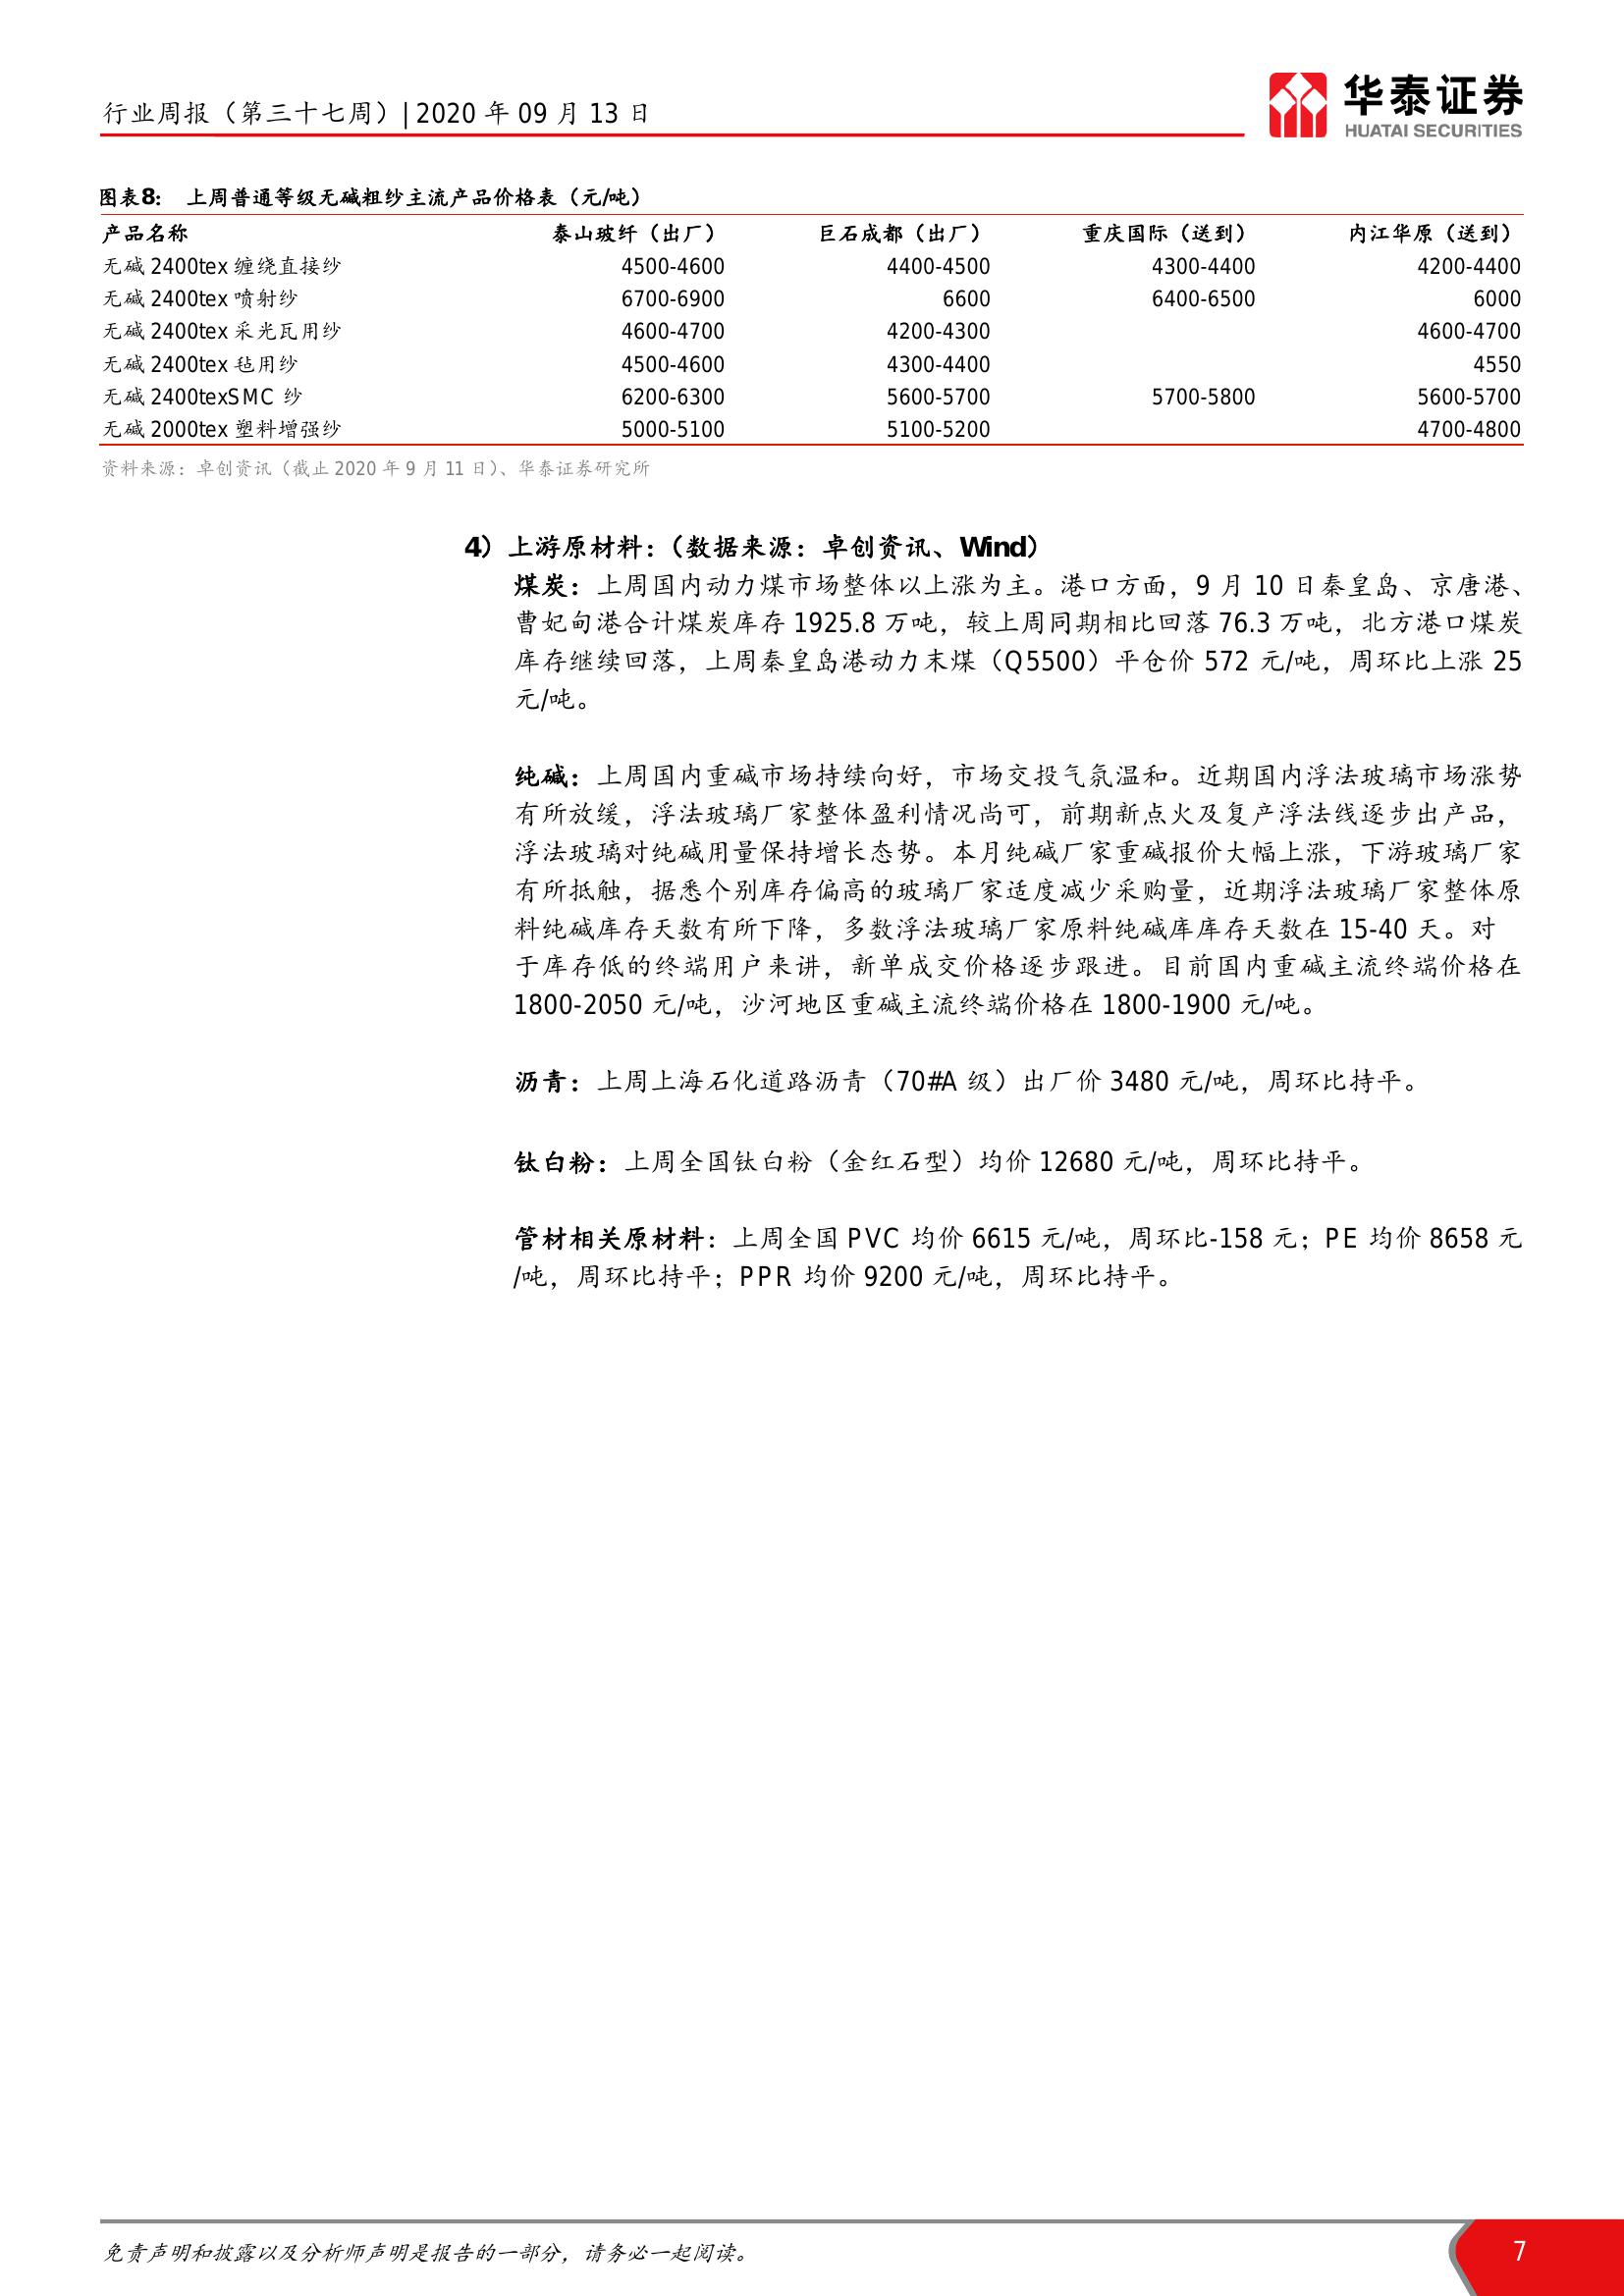 行业周报（第三十七周）| 2020 年 09 月 13 日
华泰证券
HUATAI SECURITIES
图表8： 上周普通等级无碱粗纱主流产品价格表（元/吨）
产品名称 泰山玻纤（出厂） 巨石成都（出厂） 重庆国际（送到） 内江华原（送到）
无碱 2400tex 缠绕直接纱 4500-4600 4400-4500 4300-4400 4200-4400
无碱 2400tex 喷射纱 6700-6900 6600 6400-6500 6000
无碱 2400tex 采光瓦用纱 4600-4700 4200-4300 4600-4700
无碱 2400tex 毡用纱 4500-4600 4300-4400 4550
无碱 2400texSMC 纱 6200-6300 5600-5700 5700-5800 5600-5700
无碱 2000tex 塑料增强纱 5000-5100 5100-5200 4700-4800
资料来源：卓创资讯（截止 2020 年 9 月 11 日）、华泰证券研究所
4）上游原材料：（数据来源：卓创资讯、Wind）
煤炭：上周国内动力煤市场整体以上涨为主。港口方面，9 月 10 日秦皇岛、京唐港、
曹妃甸港合计煤炭库存 1925.8 万吨，较上周同期相比回落 76.3 万吨，北方港口煤炭
库存继续回落，上周秦皇岛港动力末煤（Q5500）平仓价 572 元/吨，周环比上涨 25
元/吨。
纯碱：上周国内重碱市场持续向好，市场交投气氛温和。近期国内浮法玻璃市场涨势
有所放缓，浮法玻璃厂家整体盈利情况尚可，前期新点火及复产浮法线逐步出产品，
浮法玻璃对纯碱用量保持增长态势。本月纯碱厂家重碱报价大幅上涨，下游玻璃厂家
有所抵触，据悉个别库存偏高的玻璃厂家适度减少采购量，近期浮法玻璃厂家整体原
料纯碱库存天数有所下降，多数浮法玻璃厂家原料纯碱库库存天数在 15-40 天。对
于库存低的终端用户来讲，新单成交价格逐步跟进。目前国内重碱主流终端价格在
1800-2050 元/吨，沙河地区重碱主流终端价格在 1800-1900 元/吨。
沥青：上周上海石化道路沥青（70#A 级）出厂价 3480 元/吨，周环比持平。
钛白粉：上周全国钛白粉（金红石型）均价 12680 元/吨，周环比持平。
管材相关原材料：上周全国 PVC 均价 6615 元/吨，周环比-158 元；PE 均价 8658 元
/吨，周环比持平；PPR 均价 9200 元/吨，周环比持平。
免责声明和披露以及分析师声明是报告的一部分，请务必一起阅读。
7